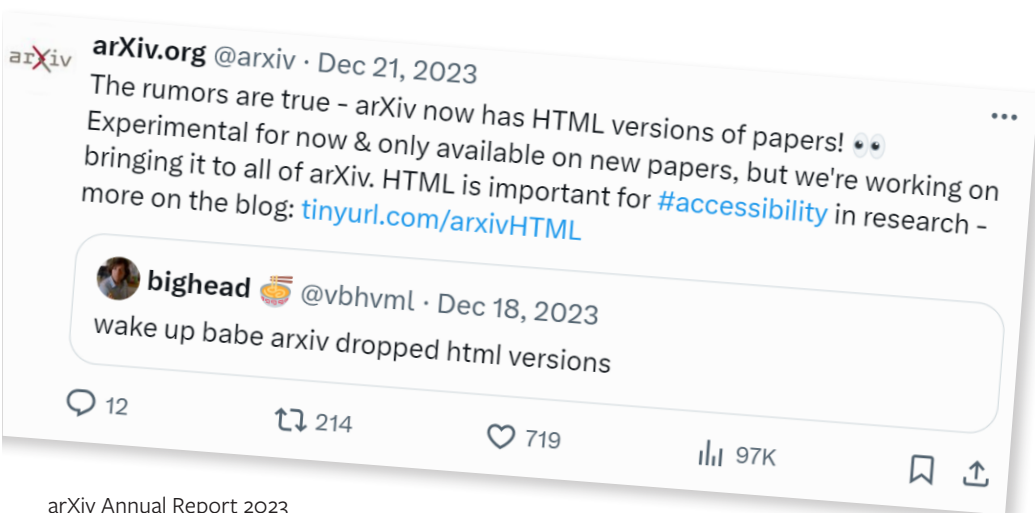 arXiv
arXiv.org @arxiv · Dec 21, 2023
The rumors are true - arXiv now has HTML versions of papers! 👀
Experimental for now & only available on new papers, but we're working on
bringing it to all of arXiv. HTML is important for #accessibility in research -
more on the blog: tinyurl.com/arxivHTML
bighead 🍜 @vbhvml · Dec 18, 2023
wake up babe arxiv dropped html versions
12 214 719 97K
arXiv Annual Report 2023